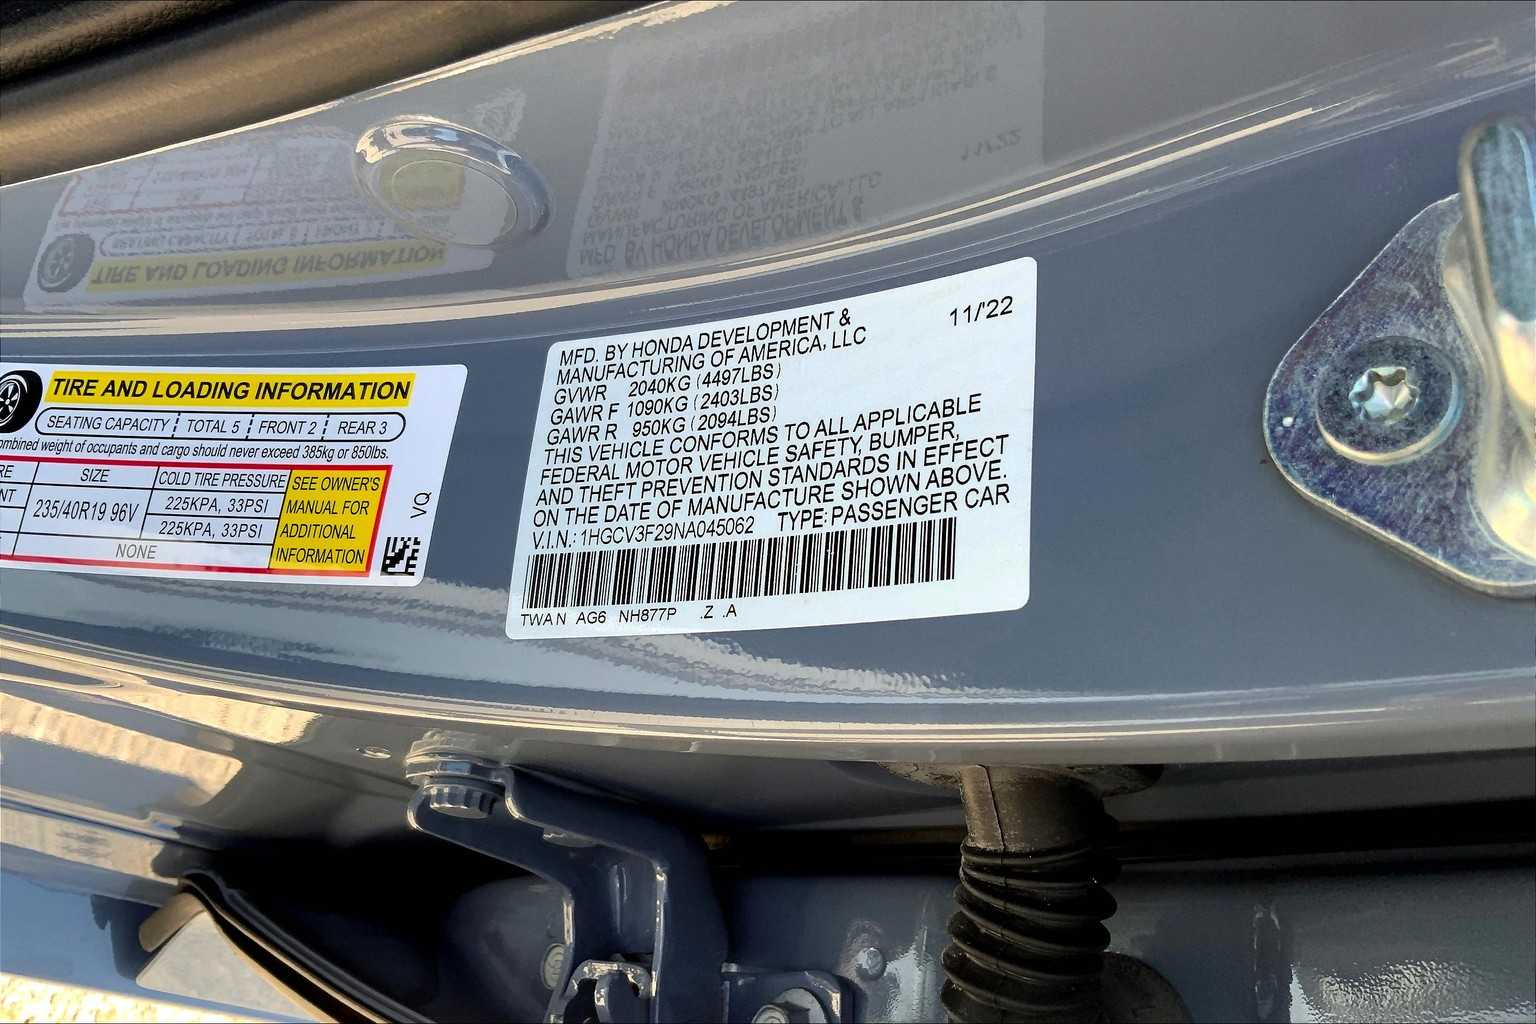 TIRE AND LOADING INFORMATION
SEATING CAPACITY TOTAL 5 FRONT 2 REAR 3
weight of occupants and cargo should never exceed 385kg or 850lbs.
SIZE COLD TIRE PRESSURE
235/40R19 96V
225KPA, 33PSI
225KPA, 33PSI
NONE
SEE OWNER'S
MANUAL FOR
ADDITIONAL
INFORMATION
VQ
MFD. BY HONDA DEVELOPMENT & 11/'22
MANUFACTURING OF AMERICA, LLC
GVWR 2040KG (4497LBS)
GAWR F 1090KG (2403LBS)
GAWR R 950KG (2094LBS)
THIS VEHICLE CONFORMS TO ALL APPLICABLE
FEDERAL MOTOR VEHICLE SAFETY, BUMPER,
AND THEFT PREVENTION STANDARDS IN EFFECT
ON THE DATE OF MANUFACTURE SHOWN ABOVE.
V.I.N.: 1HGCV3F29NA045062 TYPE: PASSENGER CAR
TWA N AG6 NH877P .Z .A